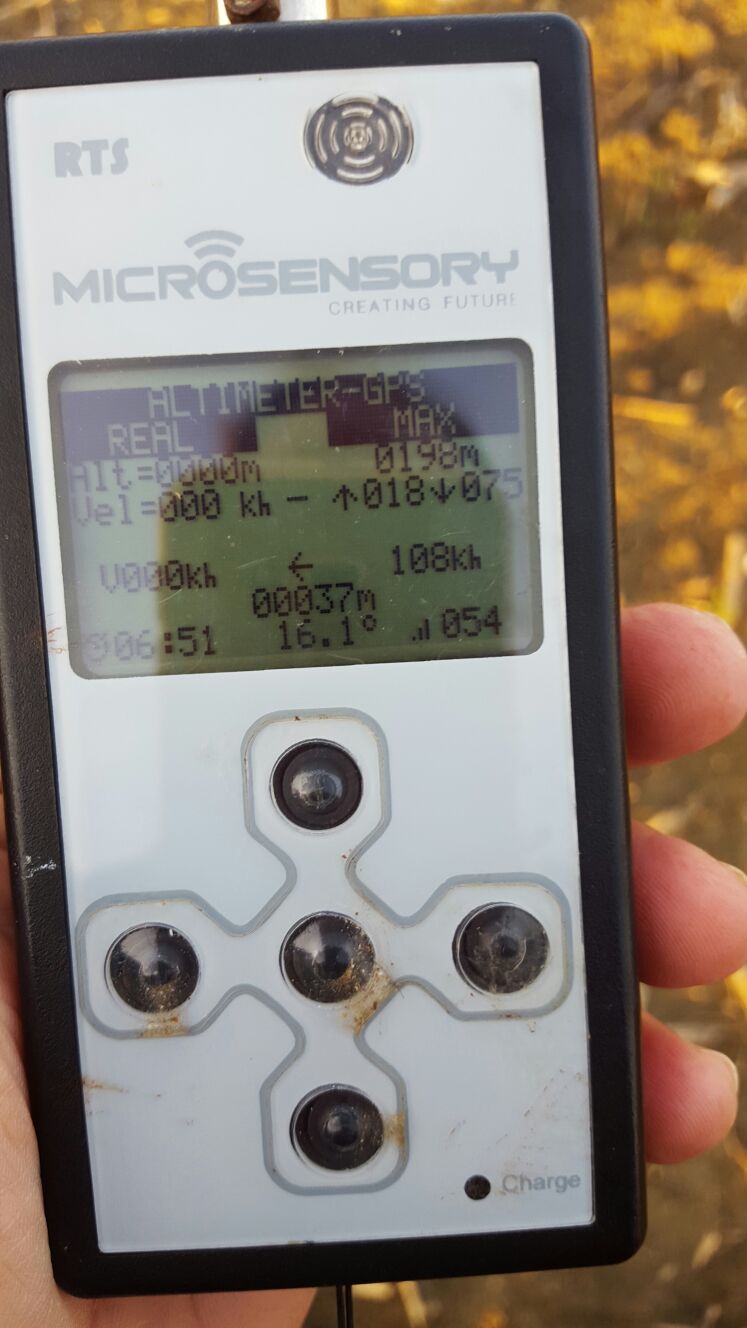 RTS
MICROSENSORY
CREATING FUTURE
ALTIMETER-GPS
REAL MAX
Alt=0000m 0198m
Vel=000 kh - ↑018↓075
V000kh ← 108kh
00037m
06:51 16.1° 054
Charge